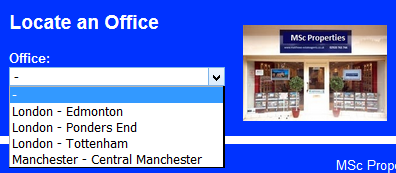 Locate an Office
MSc Properties
Office:
-
-
London - Edmonton
London - Ponders End
London - Tottenham
Manchester - Central Manchester
MSc Prope